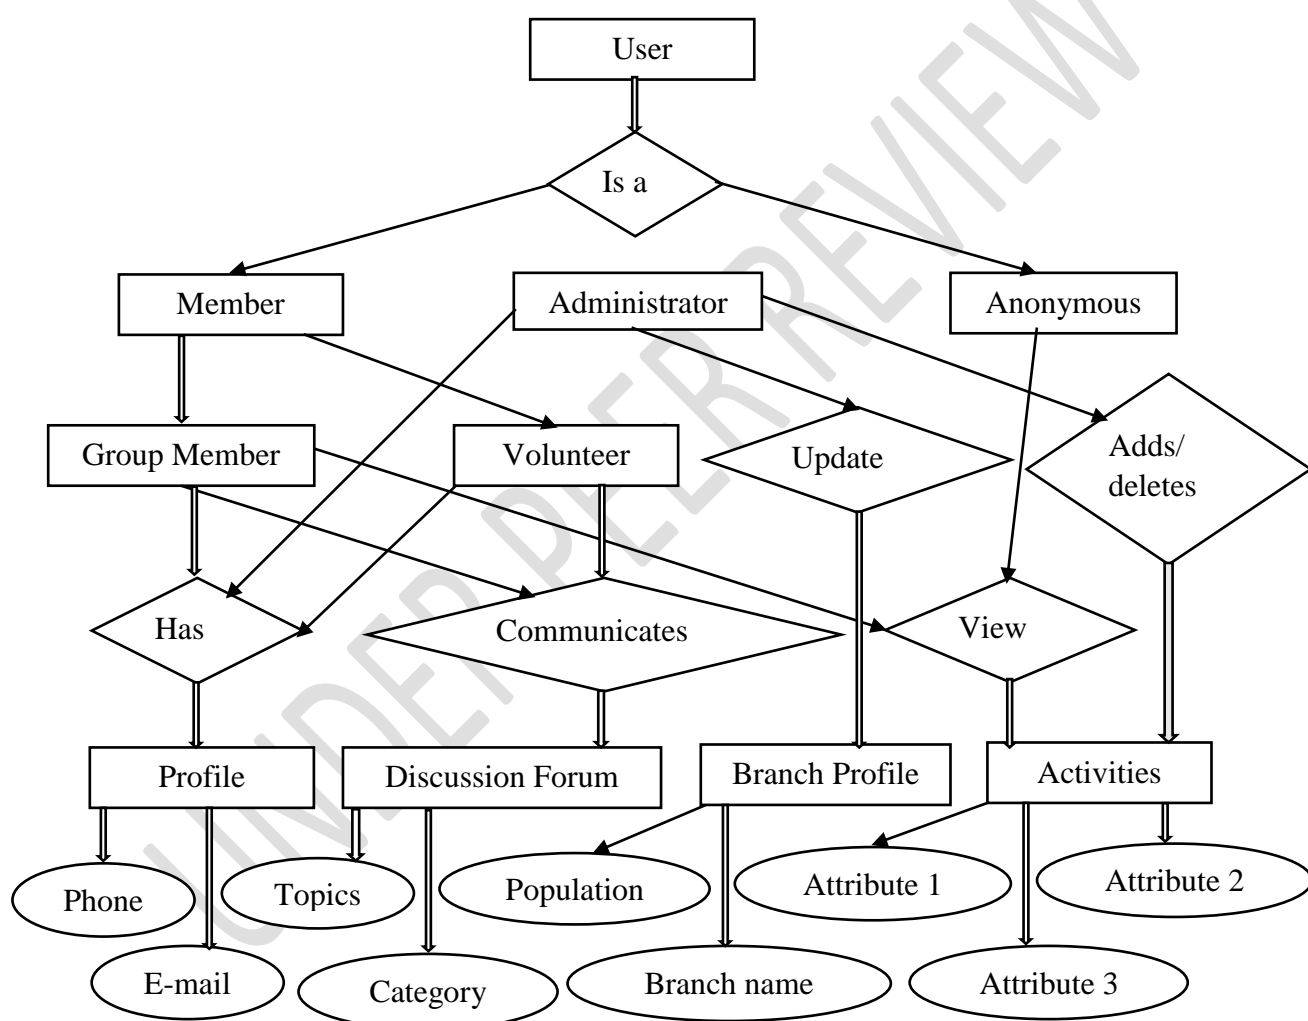 User
Is a
Member
Administrator
Anonymous
Group Member
Volunteer
Update
Adds/
deletes
Has
Communicates
View
Profile
Discussion Forum
Branch Profile
Activities
Phone
Topics
Population
Attribute 1
Attribute 2
E-mail
Category
Branch name
Attribute 3
UNDER PEER REVIEW